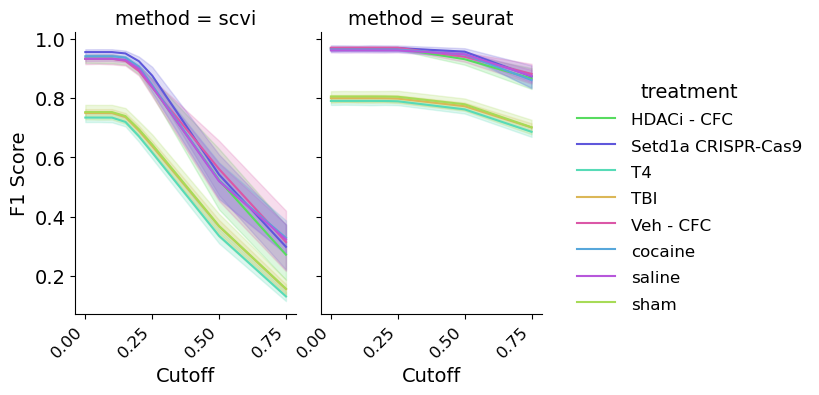 method = scvi
method = seurat
1.0
0.8
0.6
0.4
0.2
F1 Score
0.00
0.25
0.50
0.75
Cutoff
0.00
0.25
0.50
0.75
Cutoff
treatment
HDACi - CFC
Setd1a CRISPR-Cas9
T4
TBI
Veh - CFC
cocaine
saline
sham